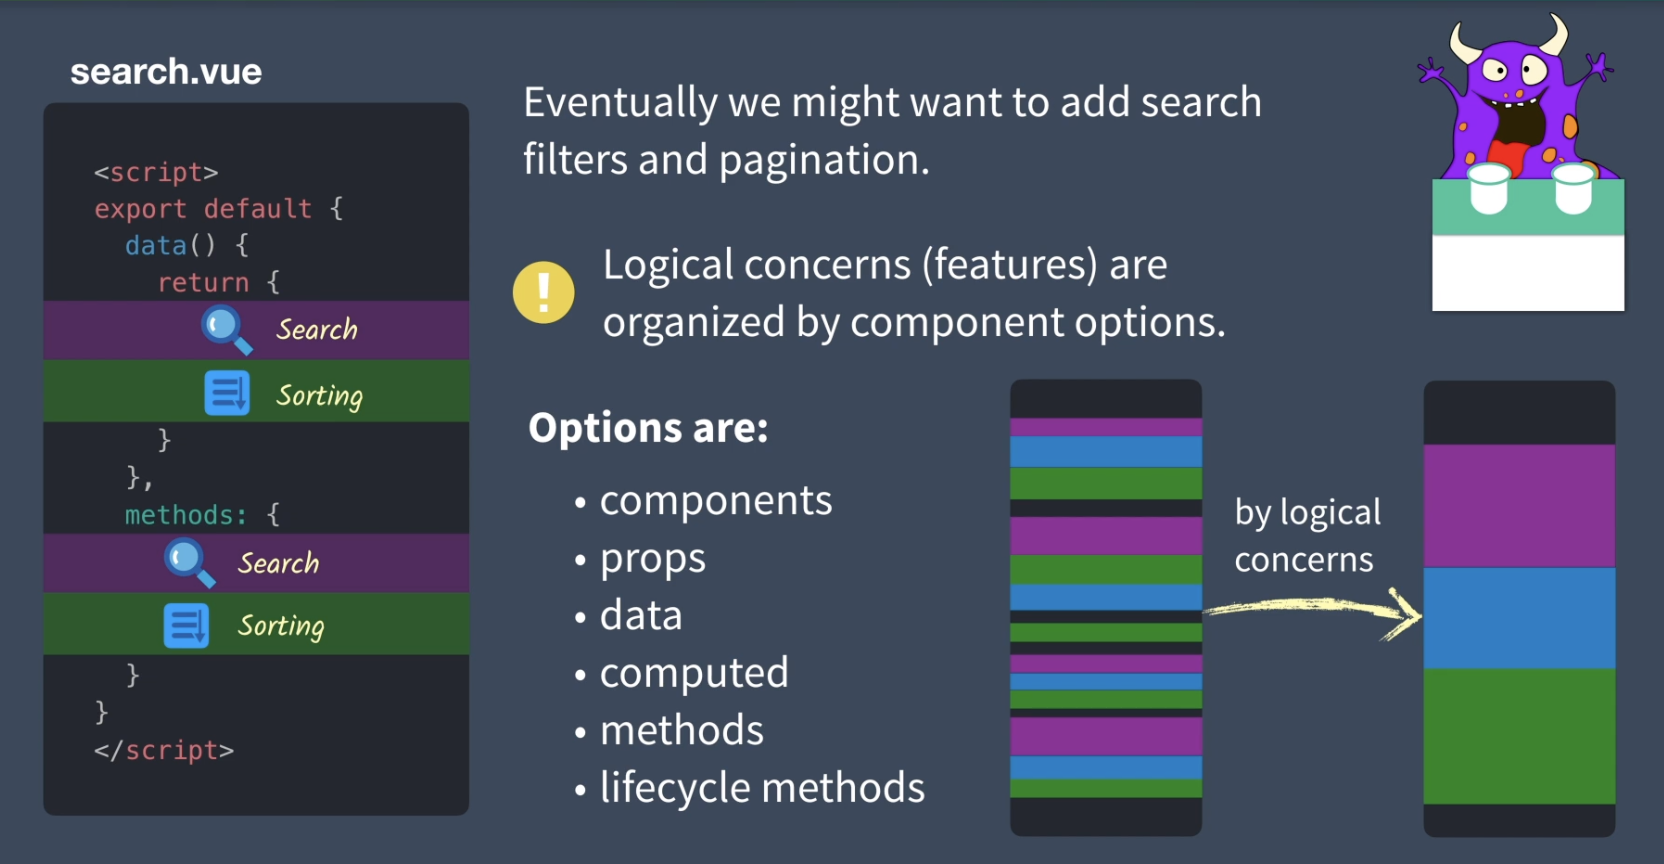 search.vue
<script>
export default {
data() {
return {
Search
Sorting
}
},
methods: {
Search
Sorting
}
}
</script>
Eventually we might want to add search
filters and pagination.
!
Logical concerns (features) are
organized by component options.
Options are:
• components
• props
• data
• computed
• methods
• lifecycle methods
by logical
concerns